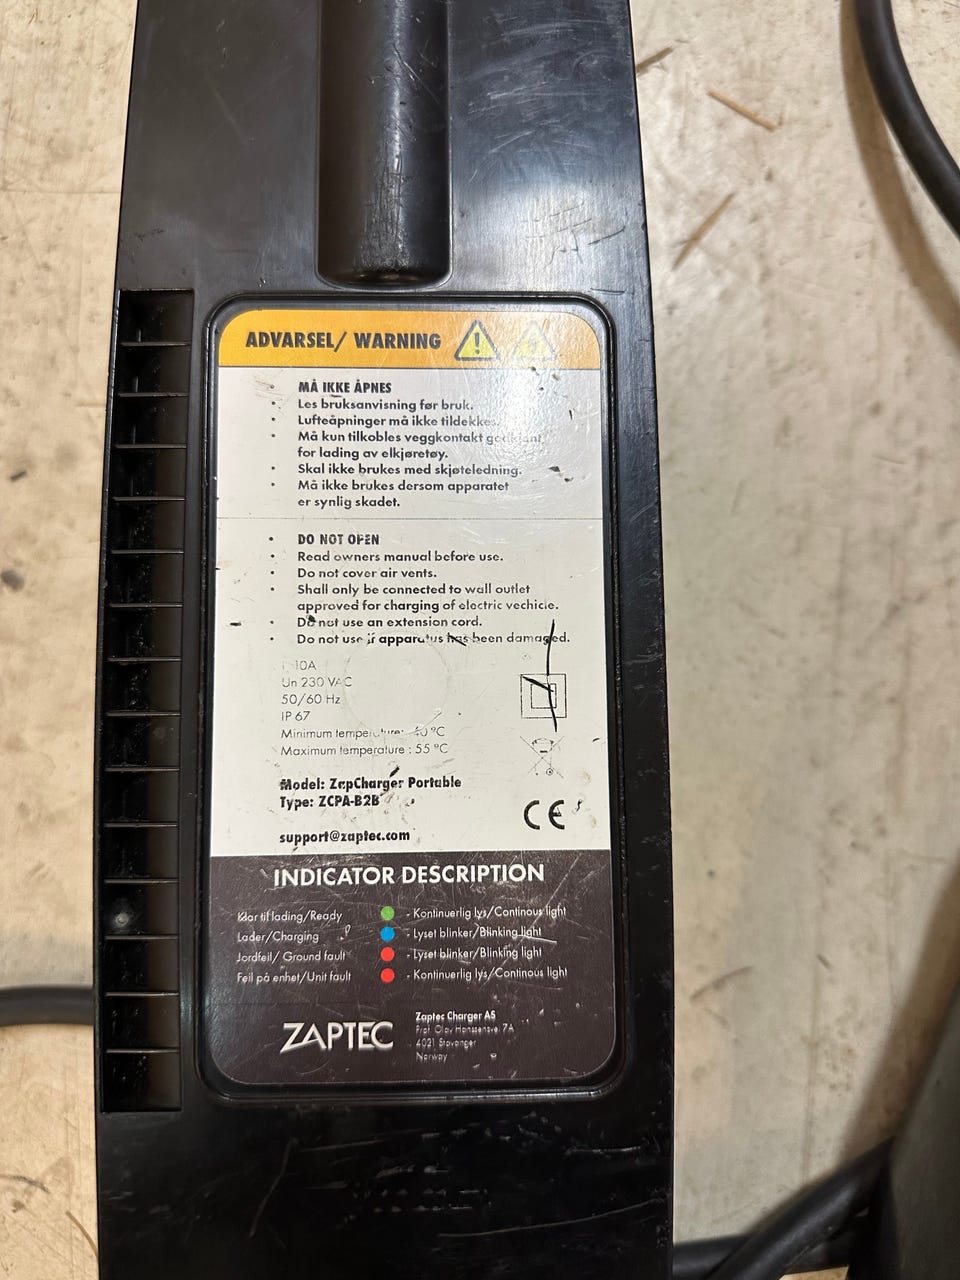 ADVARSEL/ WARNING
MÅ IKKE ÅPNES
• Les bruksanvisning før bruk.
• Lufteåpninger må ikke tildekkes.
• Må kun tilkobles veggkontakt godkjent
for lading av elkjøretøy.
• Skal ikke brukes med skjøteledning.
• Må ikke brukes dersom apparatet
er synlig skadet.
• DO NOT OPEN
• Read owners manual before use.
• Do not cover air vents.
• Shall only be connected to wall outlet
approved for charging of electric vechicie.
• Do not use an extension cord.
• Do not use if apparatus has been damaged.
10A
Un 230 VAC
50/60 Hz
IP 67
Minimum temperature: -40 °C
Maximum temperature : 55 °C
Model: ZapCharger Portable
Type: ZCPA-B2B
CE
support@zaptec.com
INDICATOR DESCRIPTION
Klar til lading/Ready - Kontinuerlig lys/Continous light
Lader/Charging - Lyset blinker/Blinking light
Jordfeil/ Ground fault - Lyset blinker/Blinking light
Feil på enhet/Unit fault - Kontinuerlig lys/Continous light
ZAPTEC
Zaptec Charger AS
Prof. Olav Hanssensvei 7A
4021 Stavanger
Norway